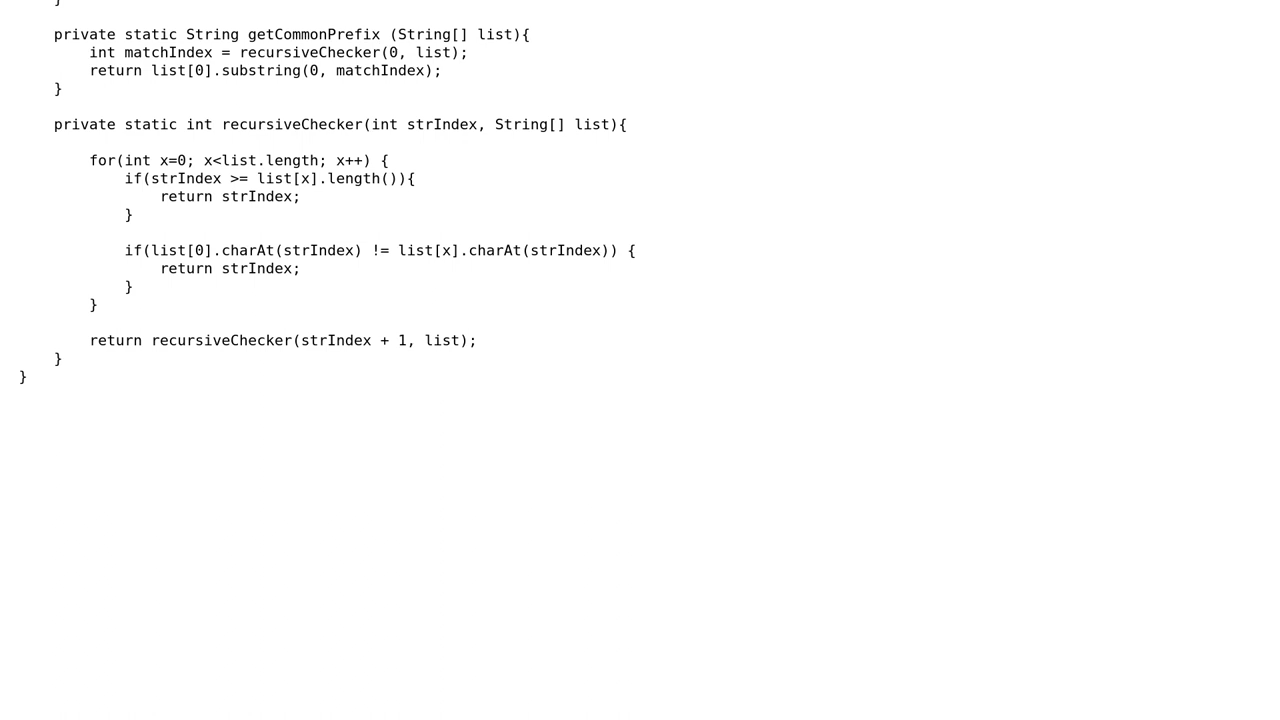 }
private static String getCommonPrefix (String[] list){
int matchIndex = recursiveChecker(0, list);
return list[0].substring(0, matchIndex);
}
private static int recursiveChecker(int strIndex, String[] list){
for(int x=0; x<list.length; x++) {
if(strIndex >= list[x].length()){
return strIndex;
}
if(list[0].charAt(strIndex) != list[x].charAt(strIndex)) {
return strIndex;
}
}
return recursiveChecker(strIndex + 1, list);
}
}